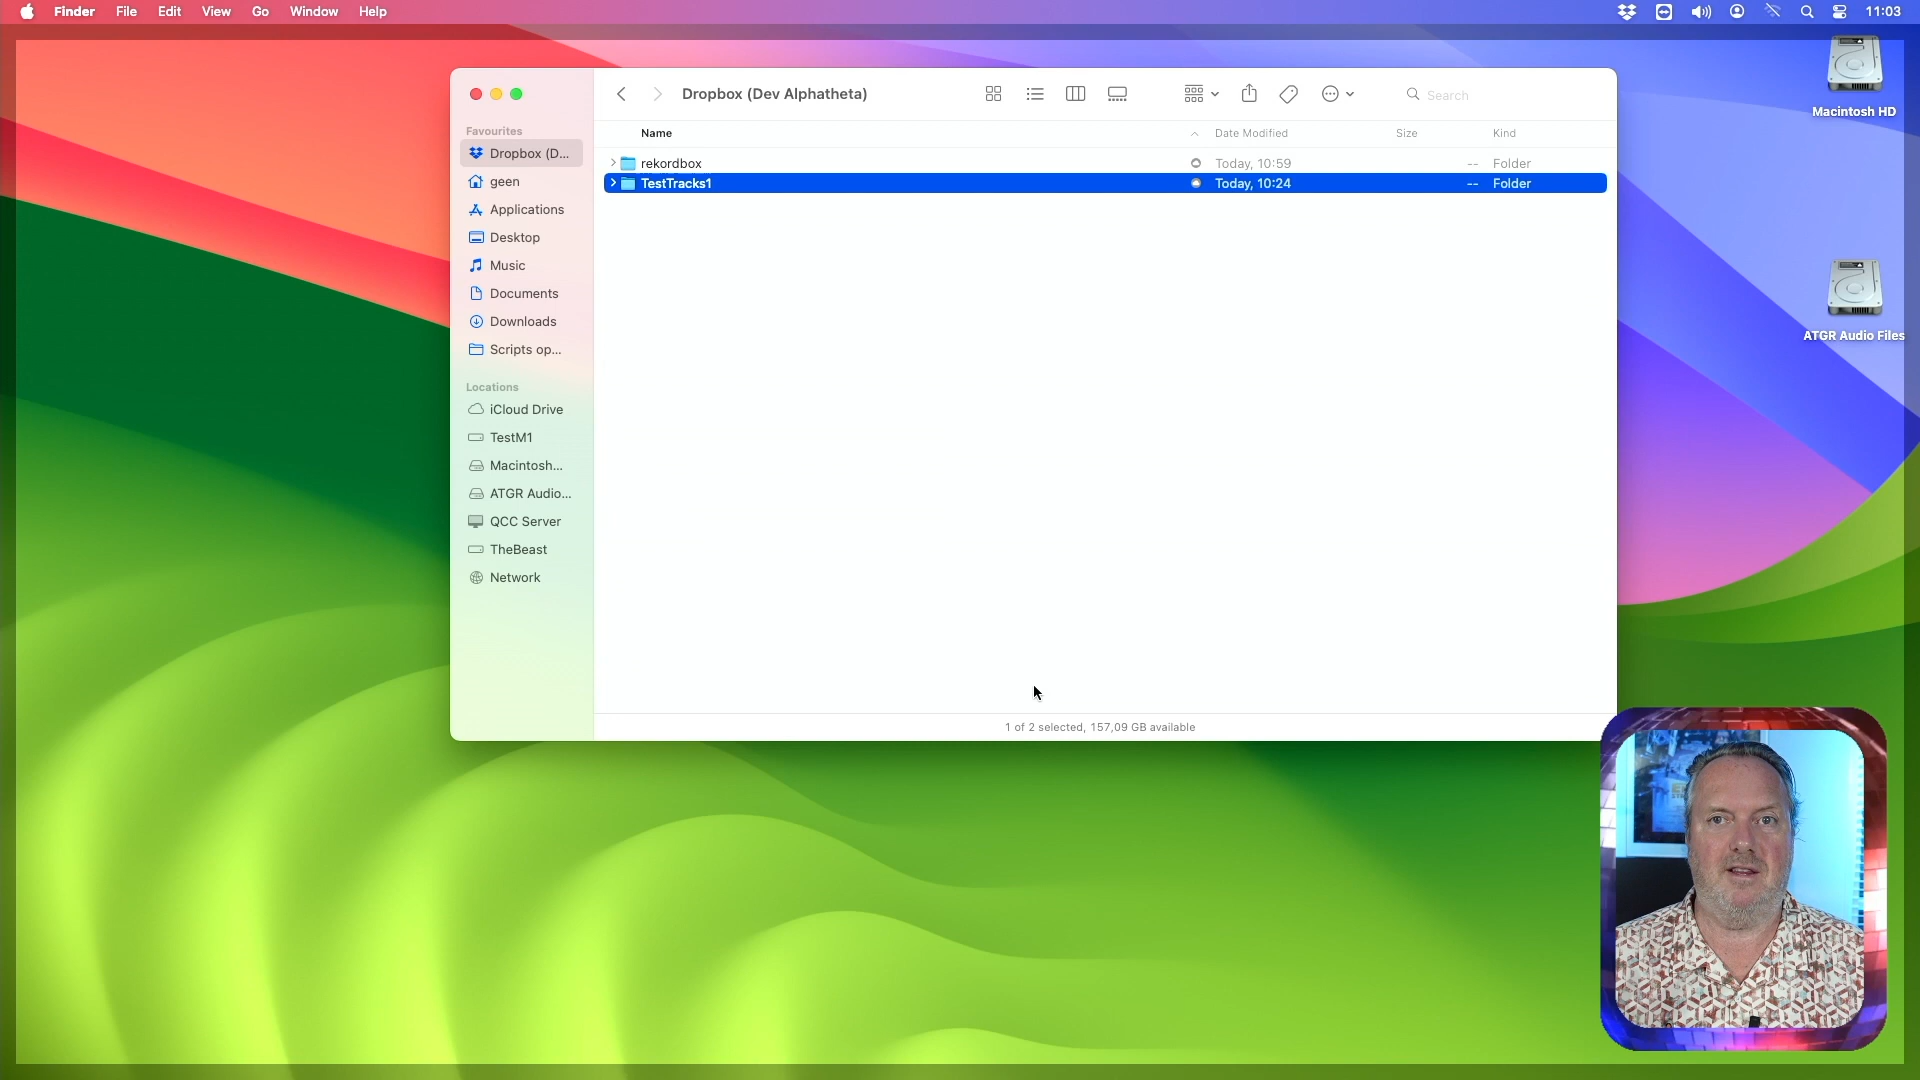 Finder File Edit View Go Window Help 11:03
Macintosh HD
ATGR Audio Files
Dropbox (Dev Alphatheta) Search
Favourites
Dropbox (D...
geen
Applications
Desktop
Music
Documents
Downloads
Scripts op...
Locations
iCloud Drive
TestM1
Macintosh...
ATGR Audio...
QCC Server
TheBeast
Network
Name Date Modified Size Kind
rekordbox Today, 10:59 -- Folder
TestTracks1 Today, 10:24 -- Folder
1 of 2 selected, 157,09 GB available